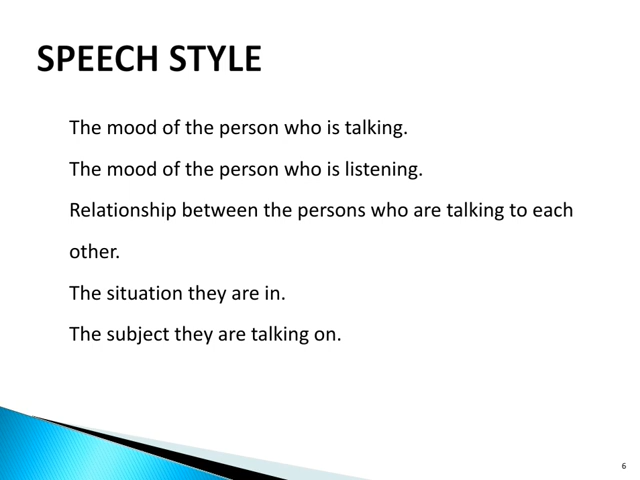 SPEECH STYLE
The mood of the person who is talking.
The mood of the person who is listening.
Relationship between the persons who are talking to each
other.
The situation they are in.
The subject they are talking on.
6